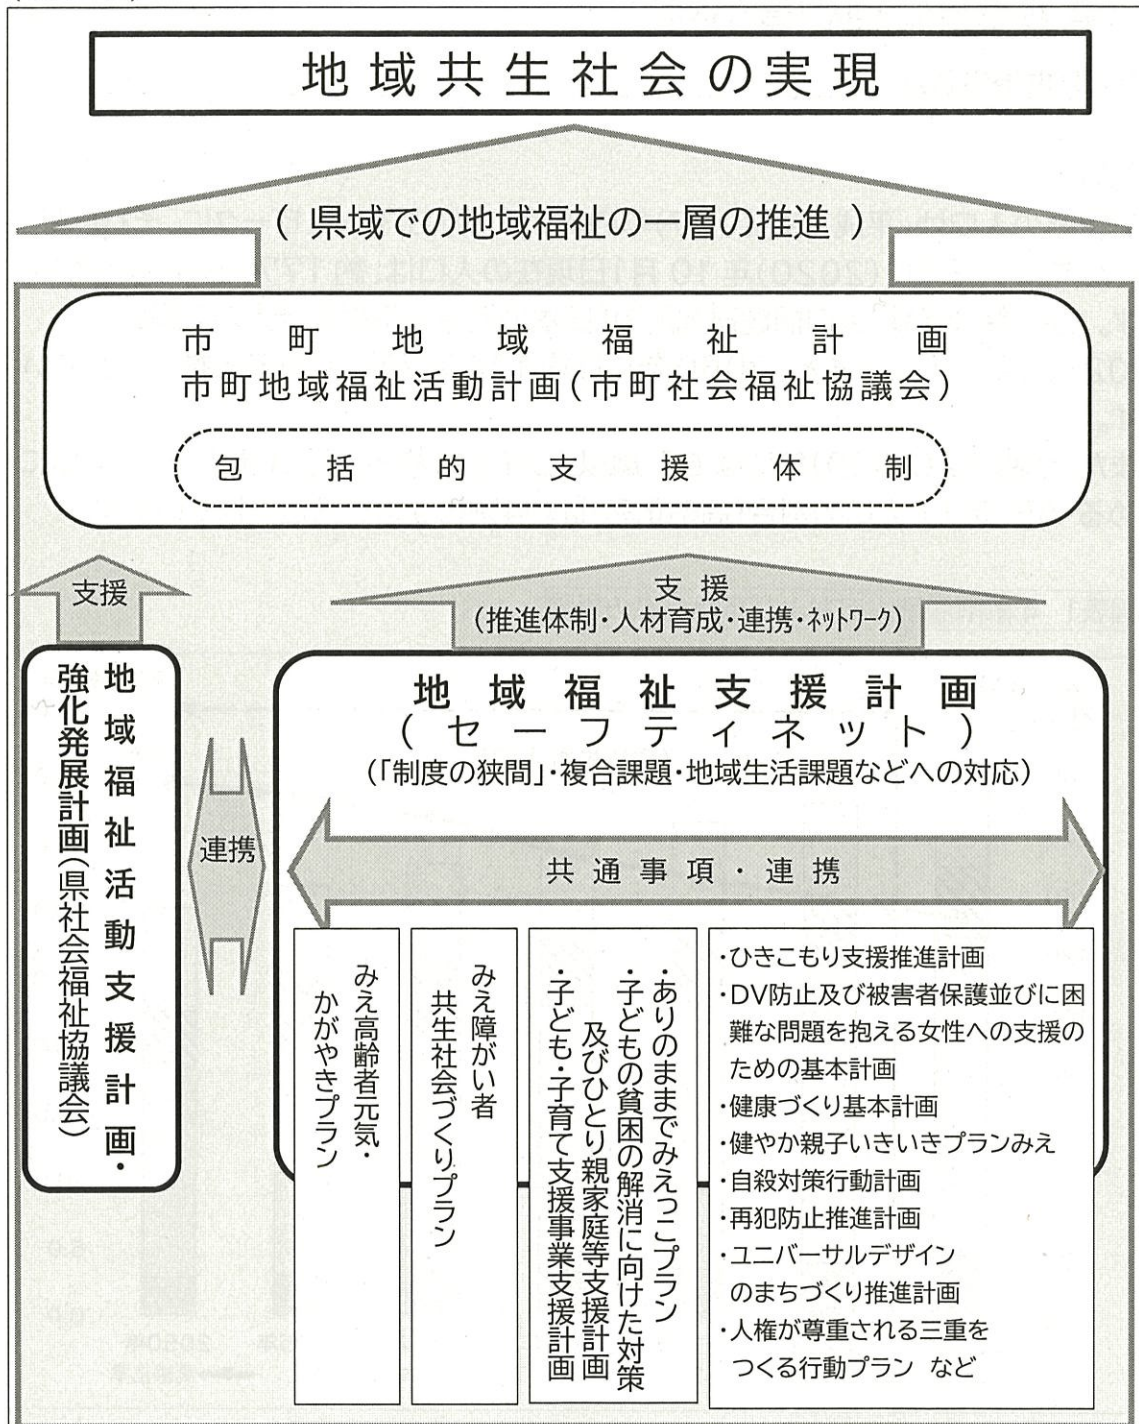 地域共生社会の実現
(県域での地域福祉の一層の推進)
市町地域福祉計画
市町地域福祉活動計画(市町社会福祉協議会)
包括的支援体制
支援
支援
(推進体制・人材育成・連携・ネットワーク)
地域福祉活動支援計画・
強化発展計画(県社会福祉協議会)
連携
地域福祉支援計画
(セーフティネット)
(「制度の狭間」・複合課題・地域生活課題などへの対応)
共通事項・連携
みえ高齢者元気・
かがやきプラン
みえ障がい者
共生社会づくりプラン
・ありのままでみえっこプラン
・子どもの貧困の解消に向けた対策
及びひとり親家庭等支援計画
・子ども・子育て支援事業支援計画
・ひきこもり支援推進計画
・DV防止及び被害者保護並びに困
難な問題を抱える女性への支援の
ための基本計画
・健康づくり基本計画
・健やか親子いきいきプランみえ
・自殺対策行動計画
・再犯防止推進計画
・ユニバーサルデザイン
のまちづくり推進計画
・人権が尊重される三重を
つくる行動プラン など